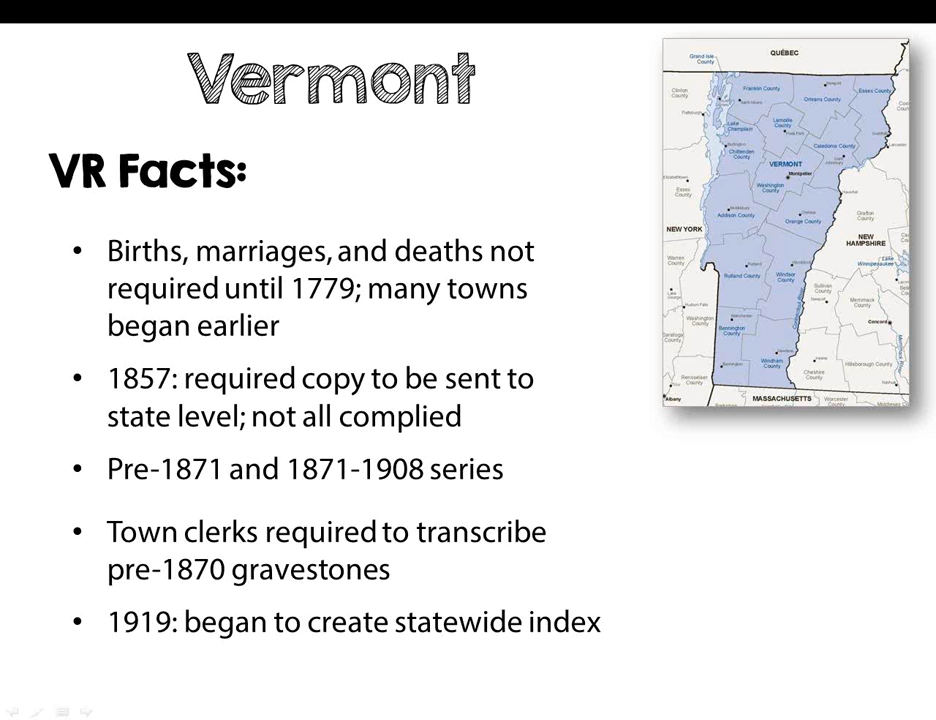 Vermont
VR Facts:
• Births, marriages, and deaths not
required until 1779; many towns
began earlier
• 1857: required copy to be sent to
state level; not all complied
• Pre-1871 and 1871-1908 series
• Town clerks required to transcribe
pre-1870 gravestones
• 1919: began to create statewide index
QUÉBEC
Grand Isle
County
Franklin County
Orleans County
Essex County
Clinton
County
Lamoille
County
Lake
Champlain
Caledonia County
Chittenden
County
VERMONT
Montpelier
Essex
County
Washington
County
Addison County
Orange County
Grafton
County
NEW YORK
NEW
HAMPSHIRE
Lake
Winnipesaukee
Warren
County
Rutland County
Windsor
County
Sullivan
County
Merrimack
County
Washington
County
Concord
Bennington
County
Windham
County
Hillsborough County
Cheshire
County
Rensselaer
County
Albany
MASSACHUSETTS
Worcester
County